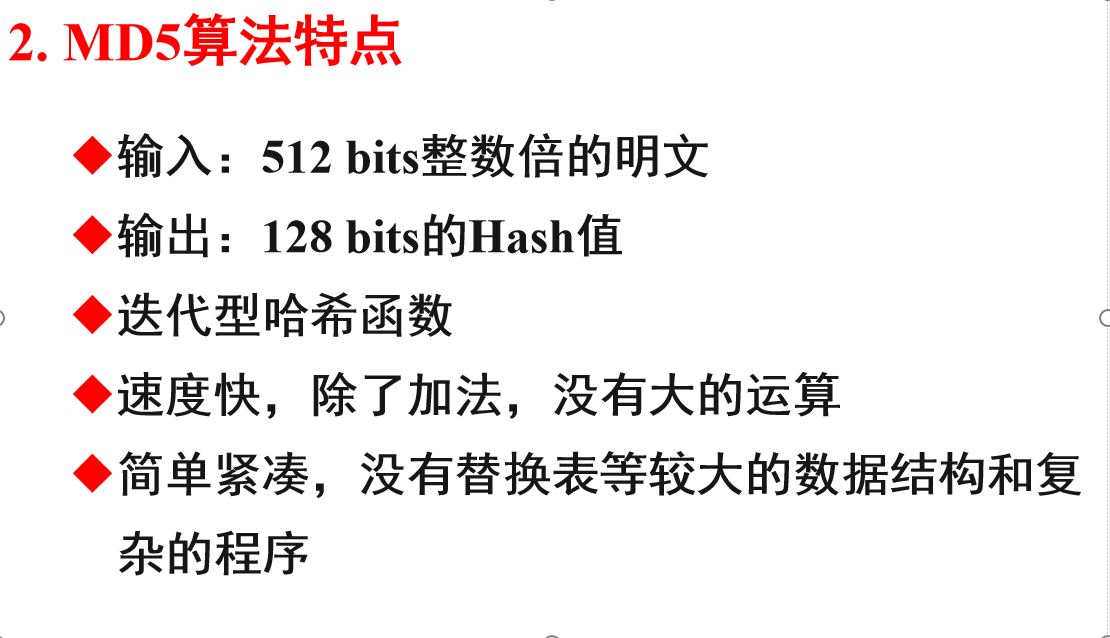 2. MD5算法特点
◆输入：512 bits整数倍的明文
◆输出：128 bits的Hash值
◆迭代型哈希函数
◆速度快，除了加法，没有大的运算
◆简单紧凑，没有替换表等较大的数据结构和复
杂的程序